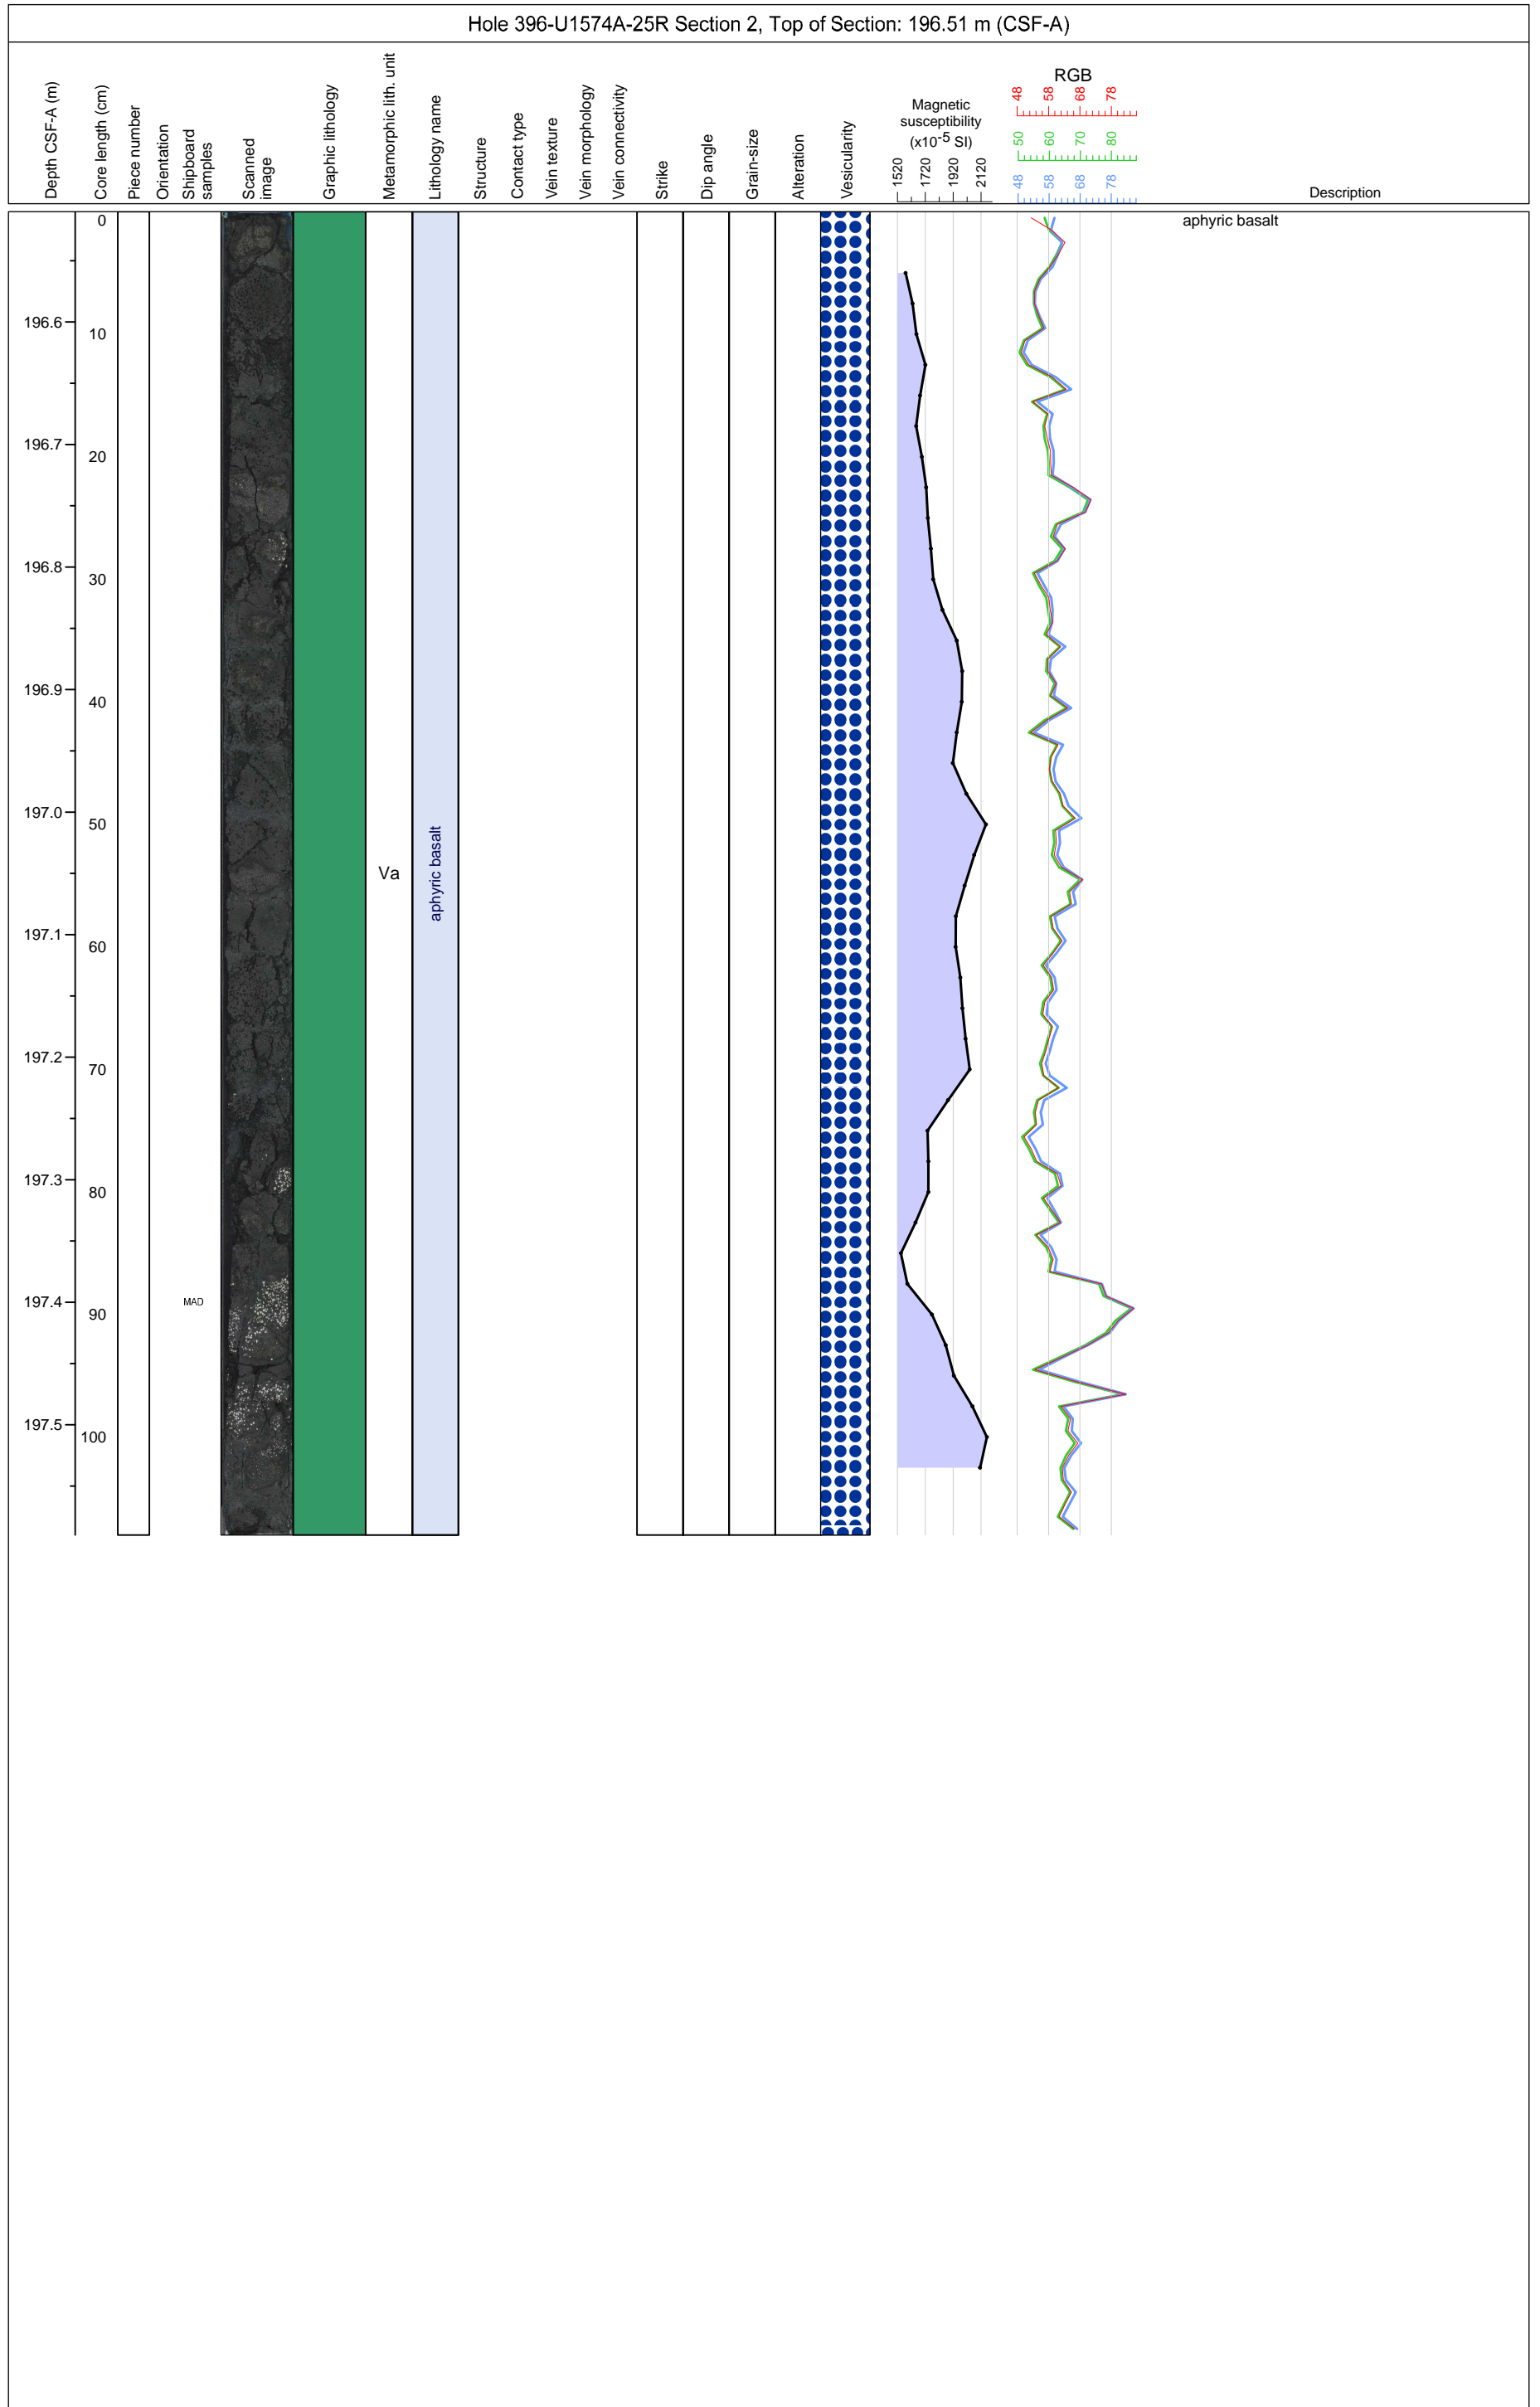 Hole 396-U1574A-25R Section 2, Top of Section: 196.51 m (CSF-A)
Depth CSF-A (m)
Core length (cm)
Piece number
Orientation
Shipboard
samples
Scanned
image
Graphic lithology
Metamorphic lith. unit
Lithology name
Structure
Contact type
Vein texture
Vein morphology
Vein connectivity
Strike
Dip angle
Grain-size
Alteration
Vesicularity
Magnetic
susceptibility
(x10-5 SI)
1520 1720 1920 2120
RGB
48 58 68 78
50 60 70 80
48 58 68 78
Description
0
aphyric basalt
196.6
10
196.7
20
196.8
30
196.9
40
197.0
50
Va
aphyric basalt
197.1
60
197.2
70
197.3
80
197.4
MAD
90
197.5
100